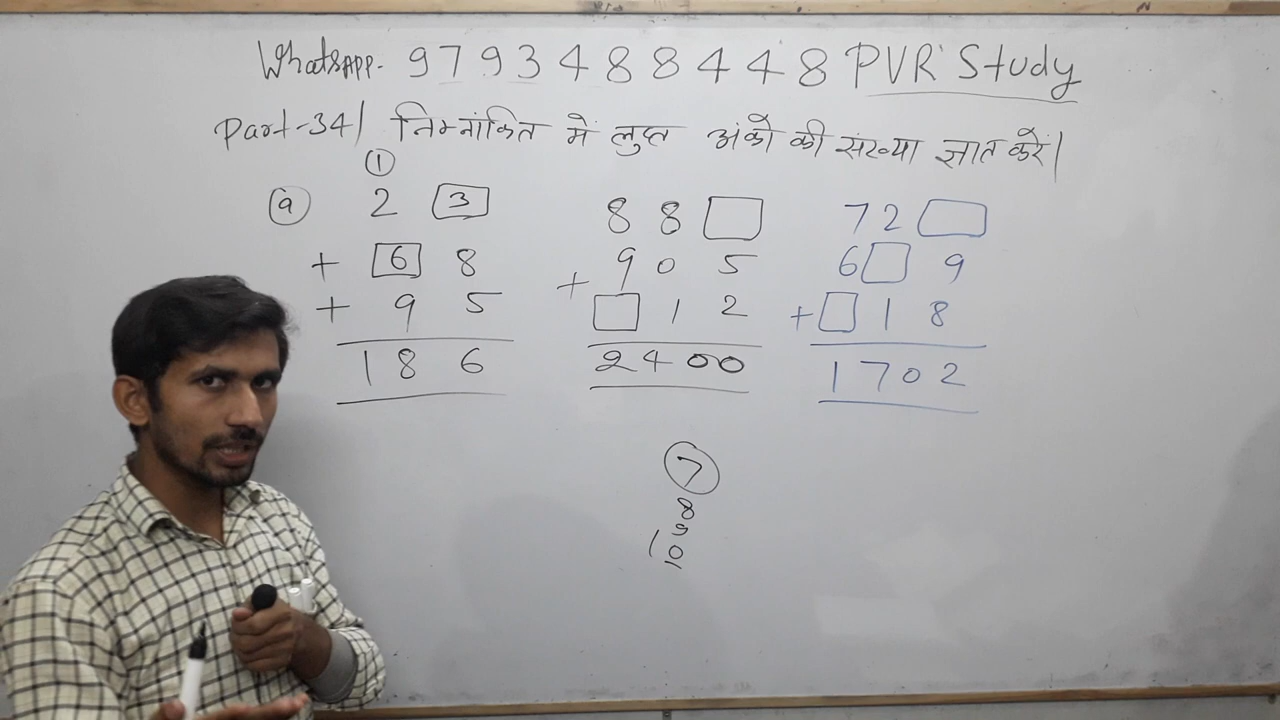 WhatsAPP. 9793488448 PVR Study
Part-34| निम्नांकित में लुप्त अंकों की संख्या ज्ञात करें|
①
ⓐ 2 3
+ 6 8
+ 9 5
1 8 6
8 8
+ 9 0 5
1 2
2 4 0 0
7 2
6 9
+ 1 8
1 7 0 2
7
8
9
10